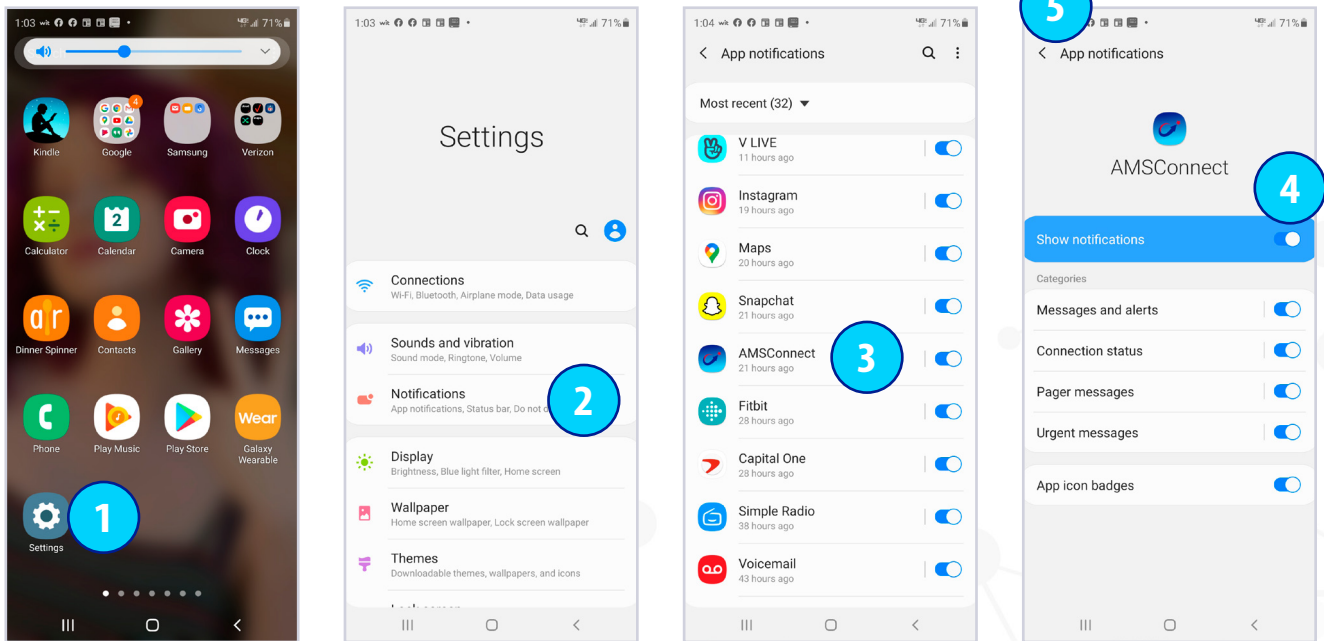 1:03 71%
4
Kindle Google Samsung Verizon
2
Calculator Calendar Camera Clock
Dinner Spinner Contacts Gallery Messages
Wear
Phone Play Music Play Store Galaxy Wearable
1
Settings
1:03 71%
Settings
Connections
Wi-Fi, Bluetooth, Airplane mode, Data usage
Sounds and vibration
Sound mode, Ringtone, Volume
Notifications
App notifications, Status bar, Do not
2
Display
Brightness, Blue light filter, Home screen
Wallpaper
Home screen wallpaper, Lock screen wallpaper
Themes
Downloadable themes, wallpapers, and icons
1:04 71%
App notifications
Most recent (32)
V LIVE
11 hours ago
Instagram
19 hours ago
Maps
20 hours ago
Snapchat
21 hours ago
AMSConnect
21 hours ago
3
Fitbit
28 hours ago
Capital One
28 hours ago
Simple Radio
38 hours ago
Voicemail
43 hours ago
5
71%
App notifications
AMSConnect
4
Show notifications
Categories
Messages and alerts
Connection status
Pager messages
Urgent messages
App icon badges